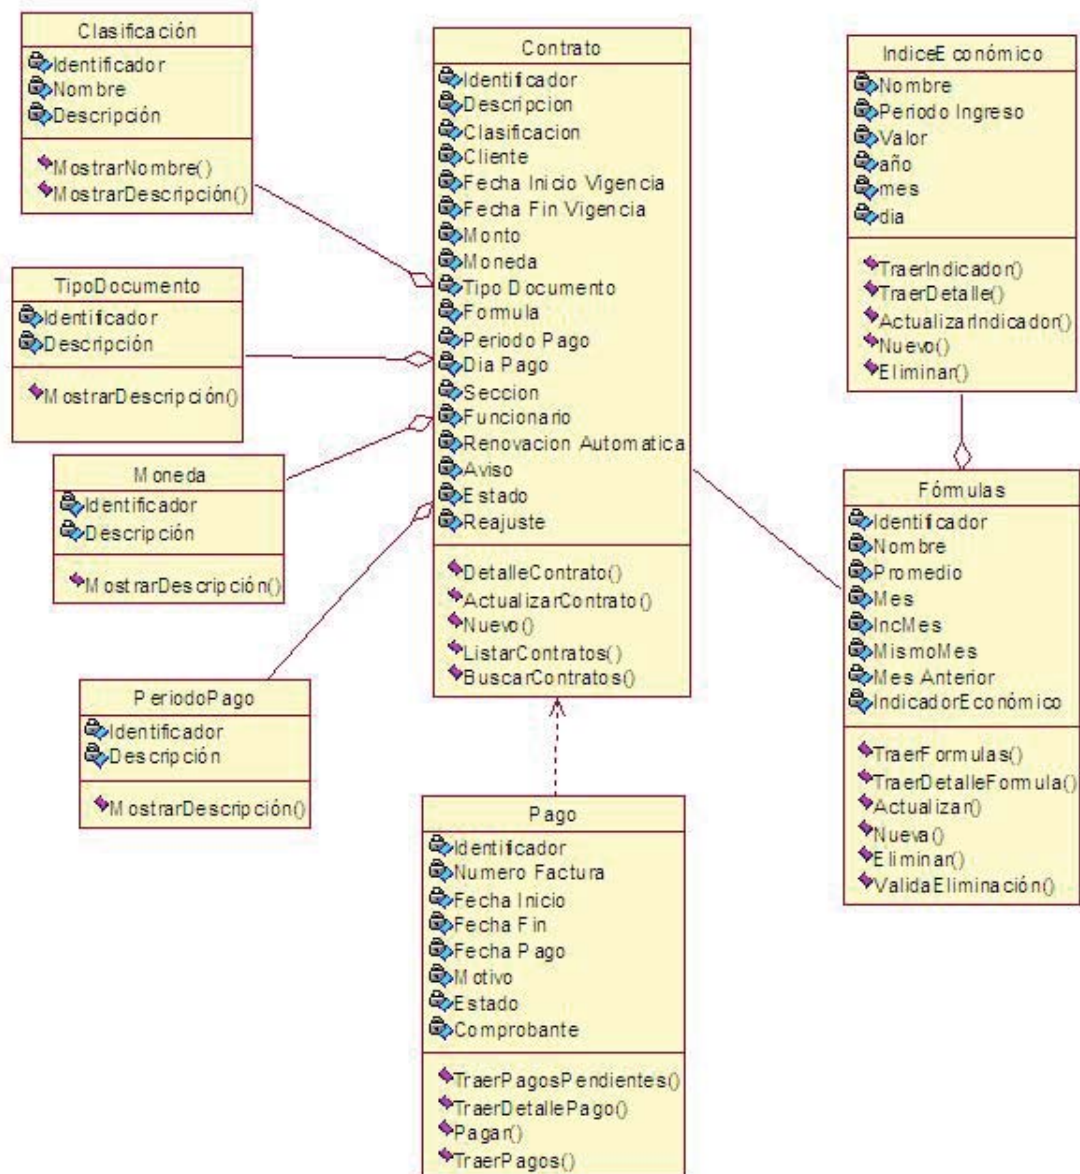 Clasificación
Identificador
Nombre
Descripción
MostrarNombre()
MostrarDescripción()
TipoDocumento
Identificador
Descripción
MostrarDescripción()
Moneda
Identificador
Descripción
MostrarDescripción()
PeriodoPago
Identificador
Descripción
MostrarDescripción()
Contrato
Identificador
Descripcion
Clasificacion
Cliente
Fecha Inicio Vigencia
Fecha Fin Vigencia
Monto
Moneda
Tipo Documento
Formula
Periodo Pago
Dia Pago
Seccion
Funcionario
Renovacion Automatica
Aviso
Estado
Reajuste
DetalleContrato()
ActualizarContrato()
Nuevo()
ListarContratos()
BuscarContratos()
Pago
Identificador
Numero Factura
Fecha Inicio
Fecha Fin
Fecha Pago
Motivo
Estado
Comprobante
TraerPagosPendientes()
TraerDetallePago()
Pagar()
TraerPagos()
IndiceEconómico
Nombre
Periodo Ingreso
Valor
año
mes
dia
TraerIndicador()
TraerDetalle()
ActualizarIndicador()
Nuevo()
Eliminar()
Fórmulas
Identificador
Nombre
Promedio
Mes
IncMes
MismoMes
Mes Anterior
IndicadorEconómico
TraerFormulas()
TraerDetalleFormula()
Actualizar()
Nueva()
Eliminar()
ValidaEliminación()